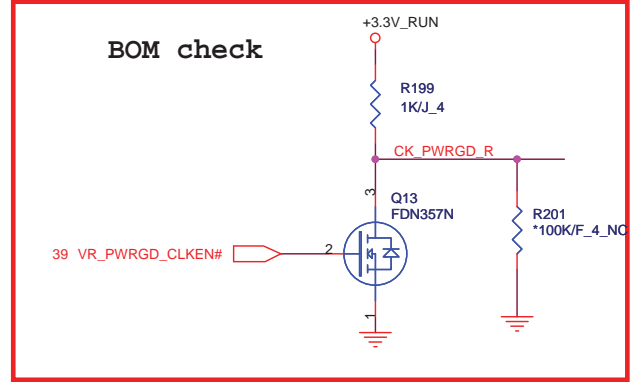 +3.3V_RUN
BOM check
R199
1K/J_4
CK_PWRGD_R
3
Q13
FDN357N
R201
*100K/F_4_NC
39 VR_PWRGD_CLKEN#
2
1